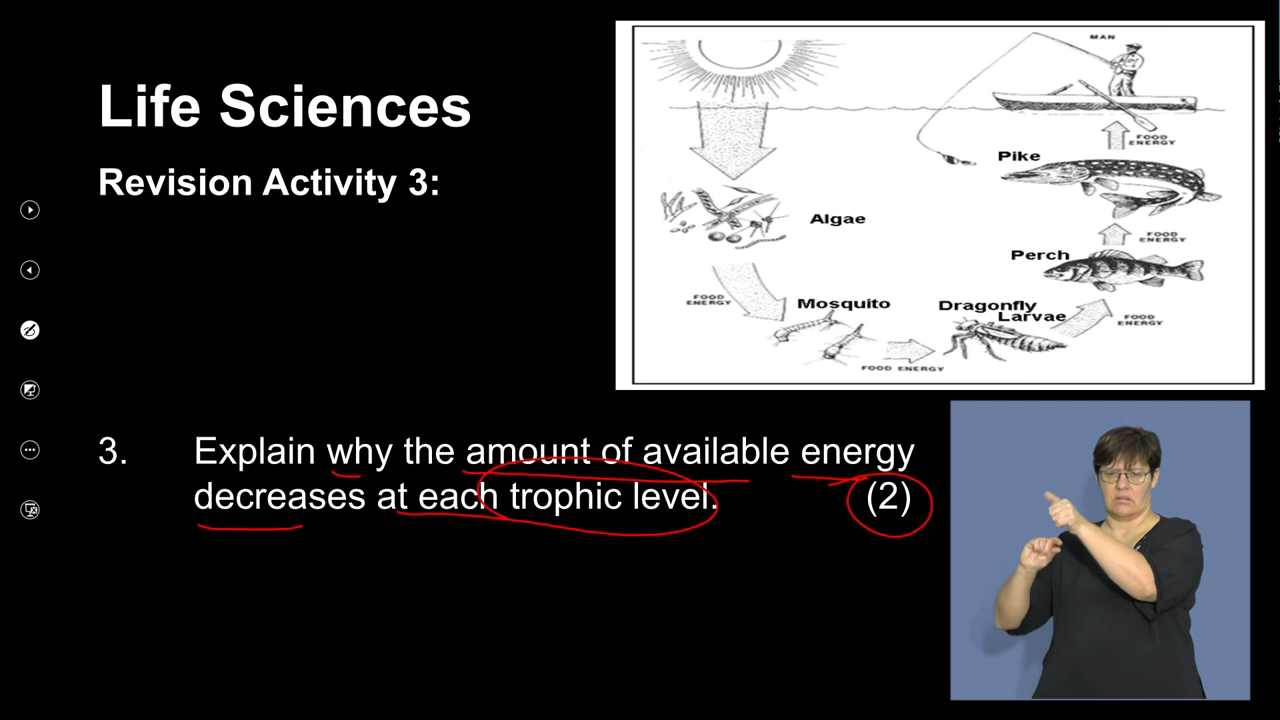 Life Sciences
Revision Activity 3:
MAN
FOOD
ENERGY
Pike
Algae
FOOD
ENERGY
Perch
FOOD
ENERGY
Mosquito
Dragonfly
Larvae
FOOD
ENERGY
FOOD ENERGY
3. Explain why the amount of available energy
decreases at each trophic level. (2)